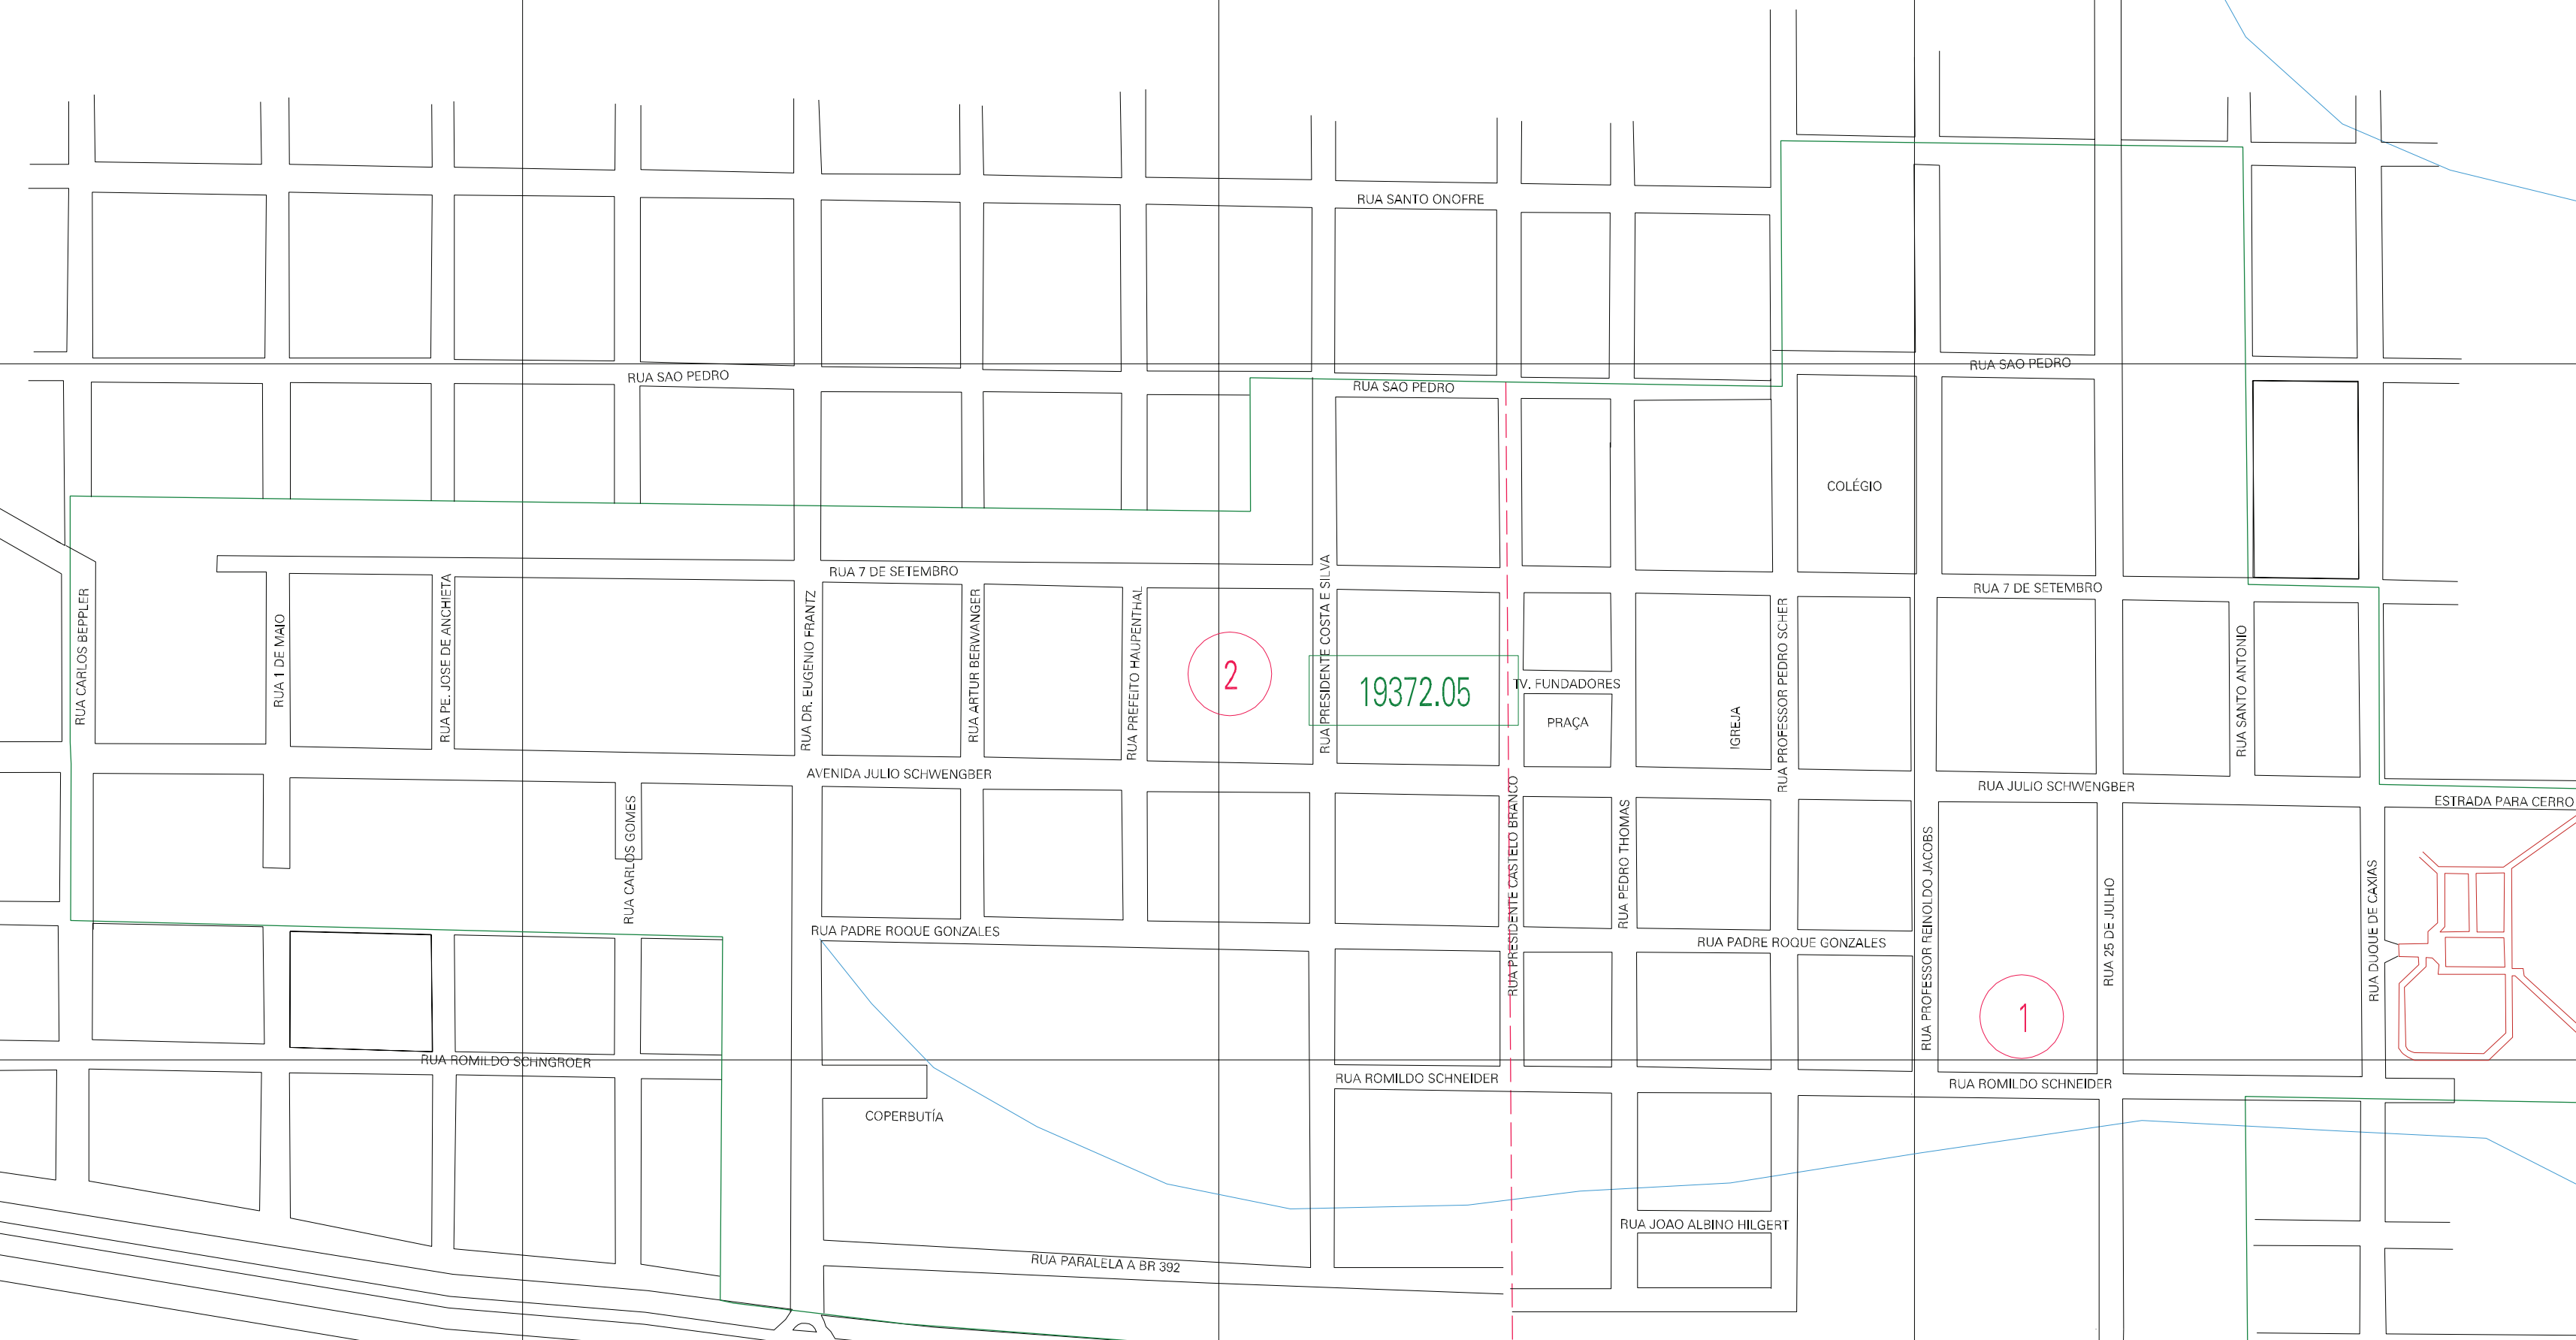 RUA SANTO ONOFRE
RUA SAO PEDRO
RUA SAO PEDRO
RUA SAO PEDRO
COLÉGIO
RUA 7 DE SETEMBRO
RUA 7 DE SETEMBRO
RUA CARLOS BEPPLER
RUA 1 DE MAIO
RUA PE. JOSE DE ANCHIETA
RUA DR. EUGENIO FRANTZ
RUA ARTUR BERWANGER
RUA PREFEITO HAUPENTHAL
2
RUA PRESIDENTE COSTA E SILVA
19372.05
TV. FUNDADORES
PRAÇA
IGREJA
RUA PROFESSOR PEDRO SCHER
RUA SANTO ANTONIO
AVENIDA JULIO SCHWENGBER
RUA JULIO SCHWENGBER
ESTRADA PARA CERRO
RUA CARLOS GOMES
RUA PRESIDENTE CASTELO BRANCO
RUA PEDRO THOMAS
RUA PROFESSOR REINOLDO JACOBS
RUA 25 DE JULHO
RUA DUQUE DE CAXIAS
RUA PADRE ROQUE GONZALES
RUA PADRE ROQUE GONZALES
1
RUA ROMILDO SCHNGROER
RUA ROMILDO SCHNEIDER
RUA ROMILDO SCHNEIDER
COPERBUTÍA
RUA JOAO ALBINO HILGERT
RUA PARALELA A BR 392